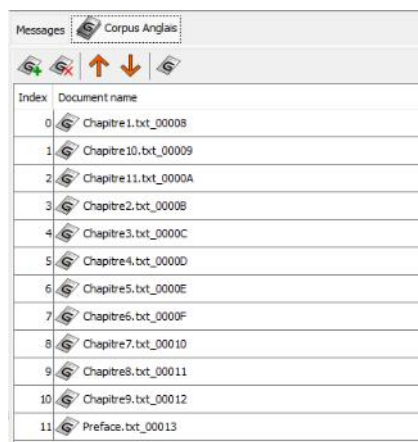 Messages Corpus Anglais
Index Document name
0 Chapitre1.txt_00008
1 Chapitre10.txt_00009
2 Chapitre11.txt_0000A
3 Chapitre2.txt_0000B
4 Chapitre3.txt_0000C
5 Chapitre4.txt_0000D
6 Chapitre5.txt_0000E
7 Chapitre6.txt_0000F
8 Chapitre7.txt_00010
9 Chapitre8.txt_00011
10 Chapitre9.txt_00012
11 Preface.txt_00013